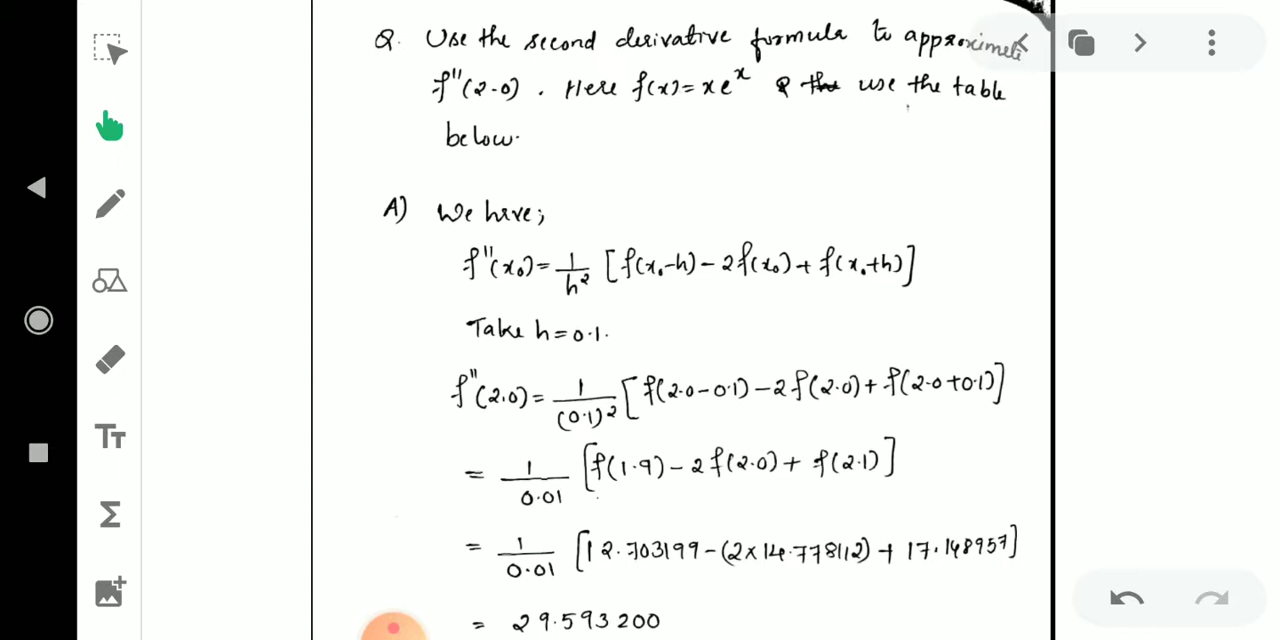 Q. Use the second derivative formula to approximate
f''(2.0). Here f(x) = xe^x & the use the table
below.
A) We have;
f''(x₀) = 1/h² [f(x₀-h) - 2f(x₀) + f(x₀+h)]
Take h = 0.1.
f''(2.0) = 1/(0.1)² [f(2.0-0.1) - 2f(2.0) + f(2.0+0.1)]
= 1/0.01 [f(1.9) - 2f(2.0) + f(2.1)]
= 1/0.01 [12.703199 - (2×14.778112) + 17.148957]
= 29.593200
Tt
Σ